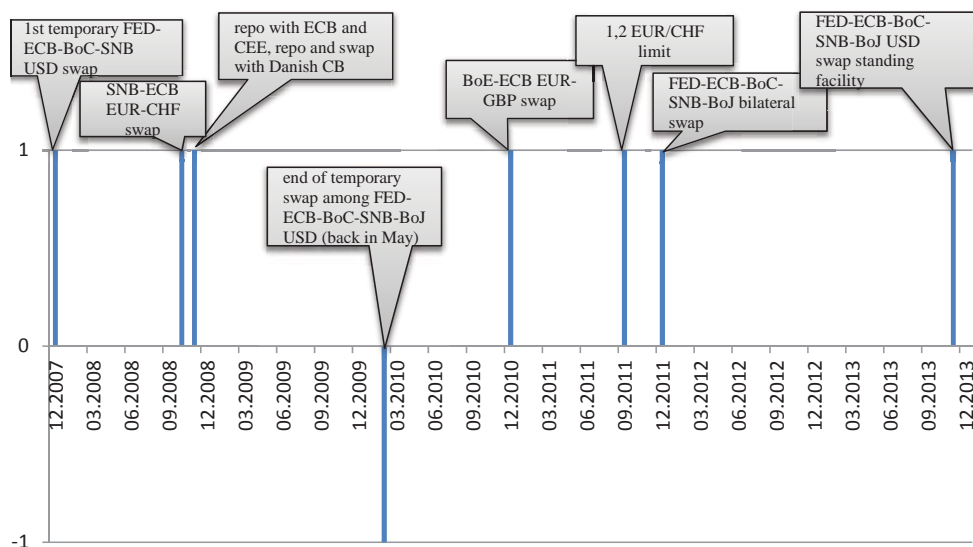 1st temporary FED-
ECB-BoC-SNB
USD swap
SNB-ECB
EUR-CHF
swap
repo with ECB and
CEE, repo and swap
with Danish CB
end of temporary
swap among FED-
ECB-BoC-SNB-BoJ
USD (back in May)
BoE-ECB EUR-
GBP swap
1,2 EUR/CHF
limit
FED-ECB-BoC-
SNB-BoJ bilateral
swap
FED-ECB-BoC-
SNB-BoJ USD
swap standing
facility
1
0
-1
12.2007
03.2008
06.2008
09.2008
12.2008
03.2009
06.2009
09.2009
12.2009
03.2010
06.2010
09.2010
12.2010
03.2011
06.2011
09.2011
12.2011
03.2012
06.2012
09.2012
12.2012
03.2013
06.2013
09.2013
12.2013